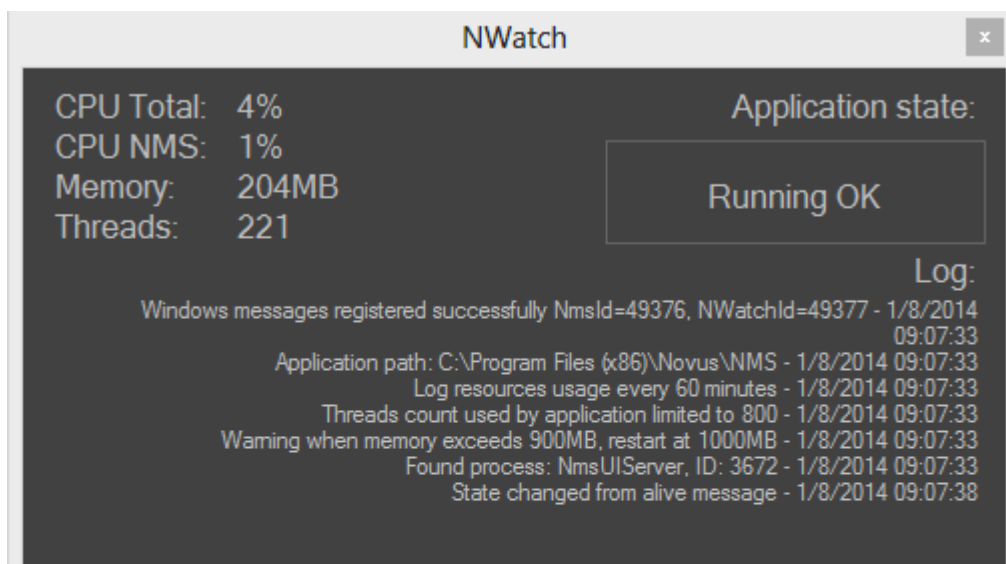 NWatch
x
CPU Total: 4%
CPU NMS: 1%
Memory: 204MB
Threads: 221
Application state:
Running OK
Log:
Windows messages registered successfully NmsId=49376, NWatchId=49377 - 1/8/2014
09:07:33
Application path: C:\Program Files (x86)\Novus\NMS - 1/8/2014 09:07:33
Log resources usage every 60 minutes - 1/8/2014 09:07:33
Threads count used by application limited to 800 - 1/8/2014 09:07:33
Warning when memory exceeds 900MB, restart at 1000MB - 1/8/2014 09:07:33
Found process: NmsUIServer, ID: 3672 - 1/8/2014 09:07:33
State changed from alive message - 1/8/2014 09:07:38